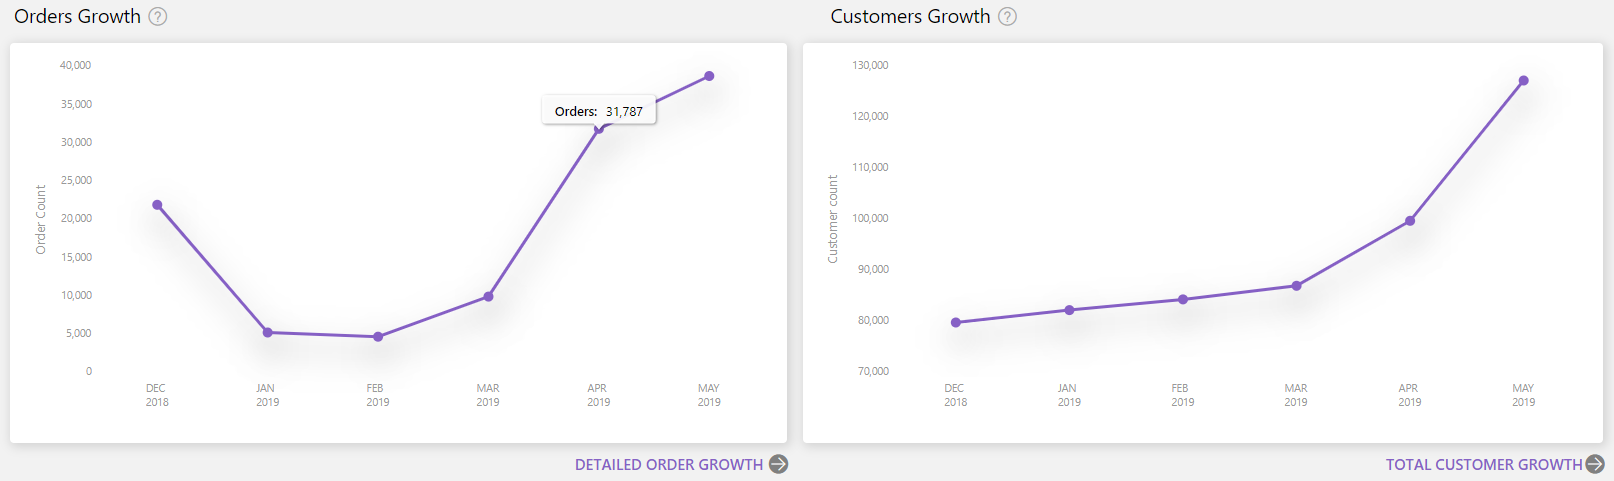 Orders Growth ?
40,000
35,000
30,000
25,000
20,000
15,000
10,000
5,000
0
Order Count
Orders: 31,787
DEC 2018
JAN 2019
FEB 2019
MAR 2019
APR 2019
MAY 2019
DETAILED ORDER GROWTH
Customers Growth ?
130,000
120,000
110,000
100,000
90,000
80,000
70,000
Customer count
DEC 2018
JAN 2019
FEB 2019
MAR 2019
APR 2019
MAY 2019
TOTAL CUSTOMER GROWTH